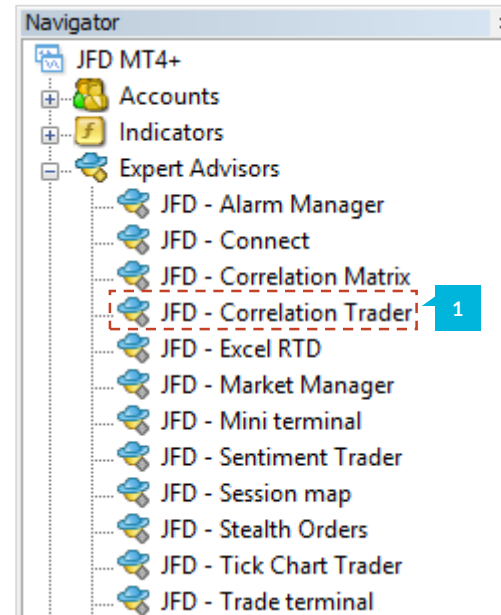 Navigator
JFD MT4+
Accounts
Indicators
Expert Advisors
JFD - Alarm Manager
JFD - Connect
JFD - Correlation Matrix
JFD - Correlation Trader
1
JFD - Excel RTD
JFD - Market Manager
JFD - Mini terminal
JFD - Sentiment Trader
JFD - Session map
JFD - Stealth Orders
JFD - Tick Chart Trader
JFD - Trade terminal